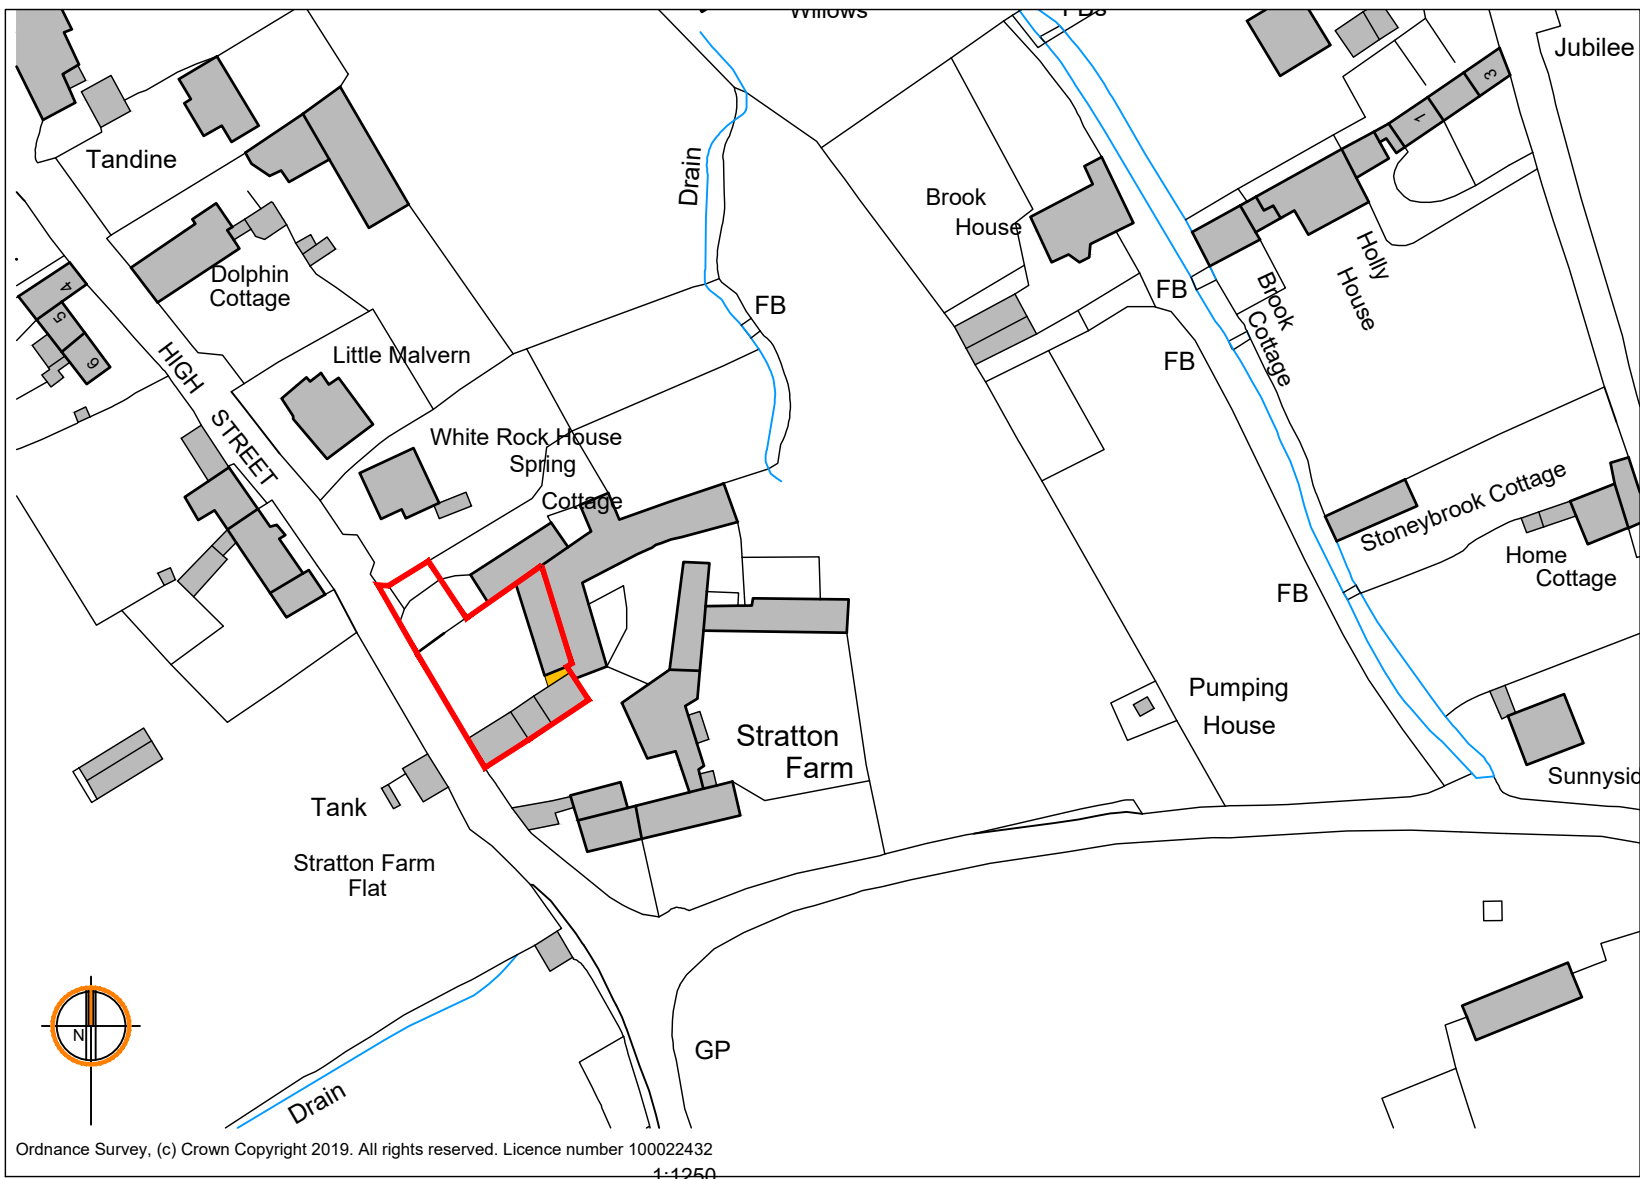 Willows
FBs
Jubilee
3
1
Tandine
Drain
Brook
House
Dolphin
Cottage
4
5
6
FB
FB
Holly
House
Brook
Cottage
HIGH
STREET
Little Malvern
FB
White Rock House
Spring
Cottage
Stoneybrook Cottage
Home
Cottage
FB
Pumping
House
Stratton
Farm
Sunnysid
Tank
Stratton Farm
Flat
N
GP
Drain
Ordnance Survey, (c) Crown Copyright 2019. All rights reserved. Licence number 100022432
1:1250